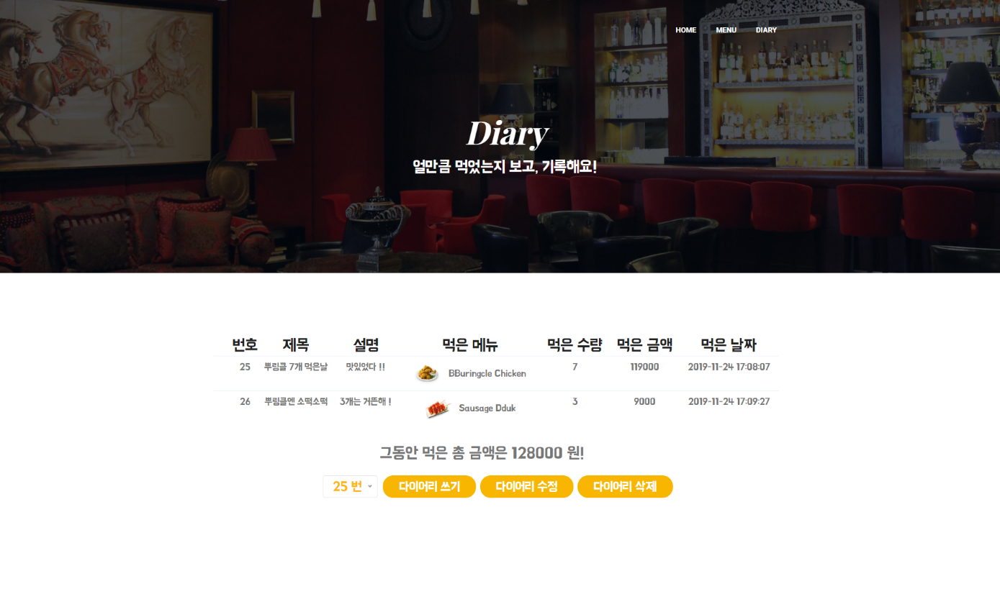 HOME MENU DIARY
Diary
얼만큼 먹었는지 보고, 기록해요!
번호 제목 설명 먹은 메뉴 먹은 수량 먹은 금액 먹은 날짜
25 뿌링클 7개 먹은날 맛있었다 !! BBuringcle Chicken 7 119000 2019-11-24 17:08:07
26 뿌링클엔 소떡소떡 3개는 거뜬해 ! Sausage Dduk 3 9000 2019-11-24 17:09:27
그동안 먹은 총 금액은 128000 원!
25 번 다이어리 쓰기 다이어리 수정 다이어리 삭제